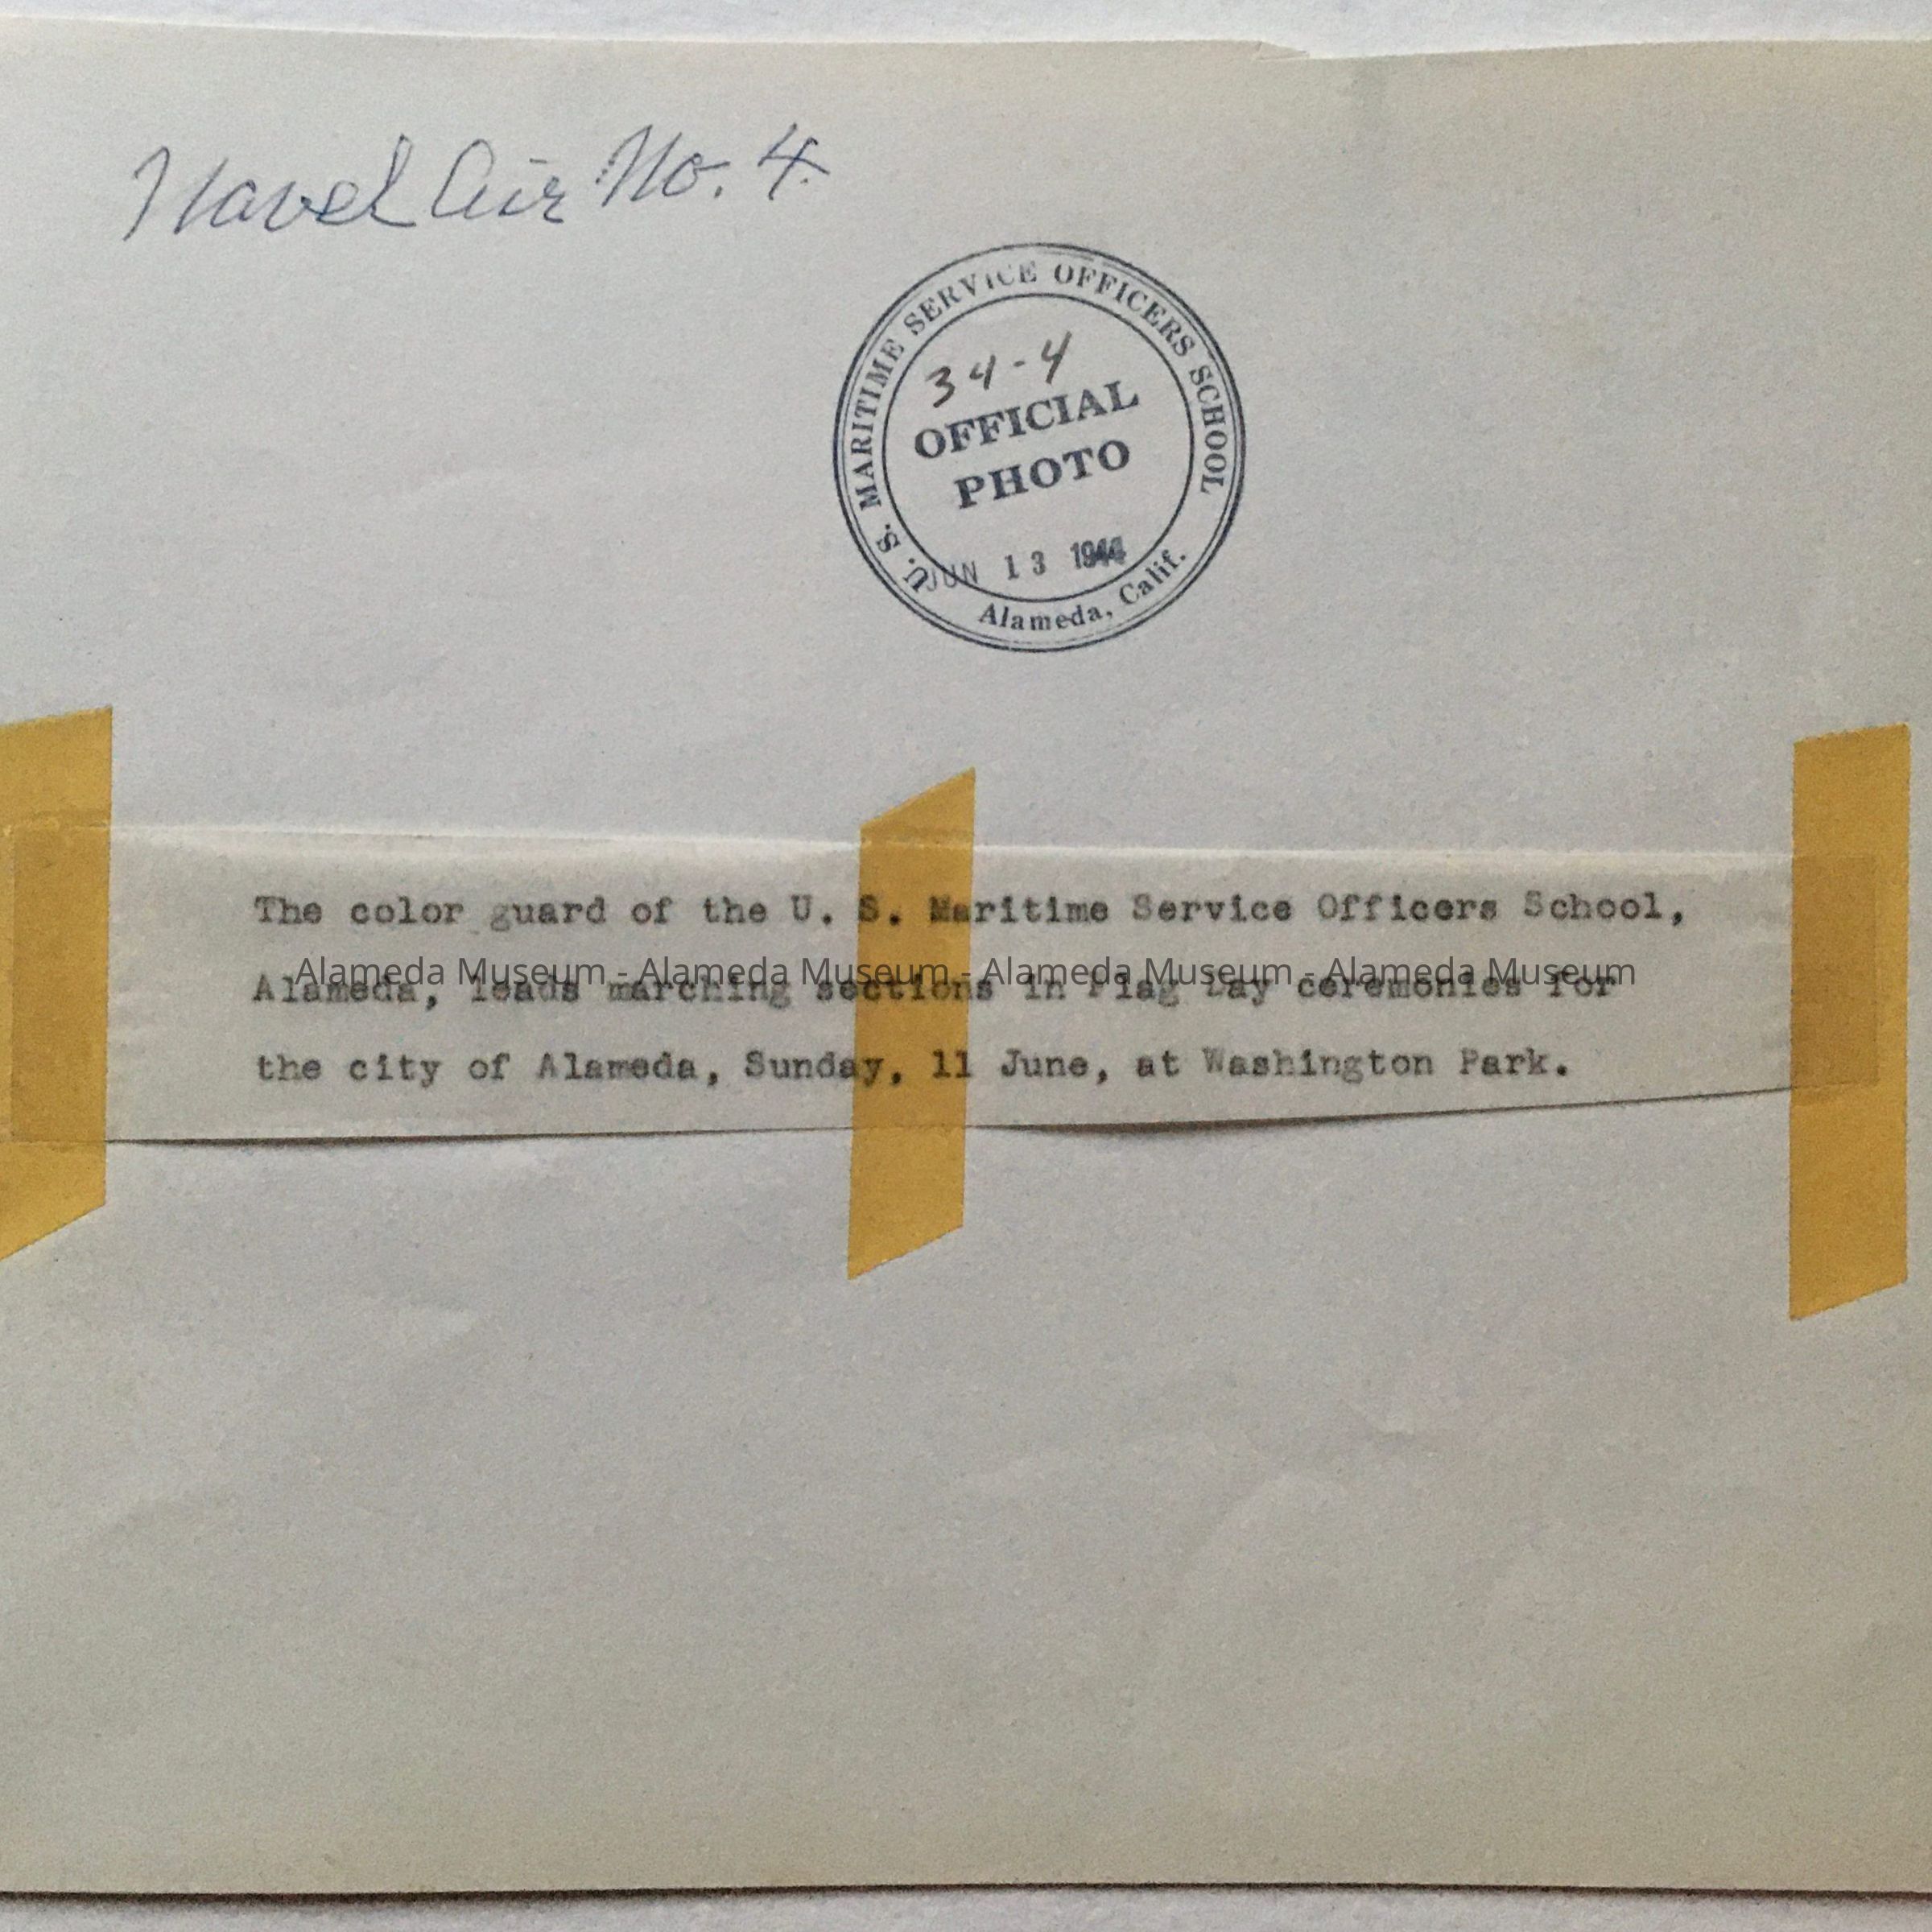 Navel Air No. 4.
U. S. MARITIME SERVICE OFFICERS SCHOOL
34-4
OFFICIAL
PHOTO
JUN 13 1944
Alameda, Calif.
The color guard of the U. S. Maritime Service Officers School,
Alameda Museum - Alameda Museum - Alameda Museum - Alameda Museum
Alameda, leads marching sections in Flag Day ceremonies for
the city of Alameda, Sunday, 11 June, at Washington Park.